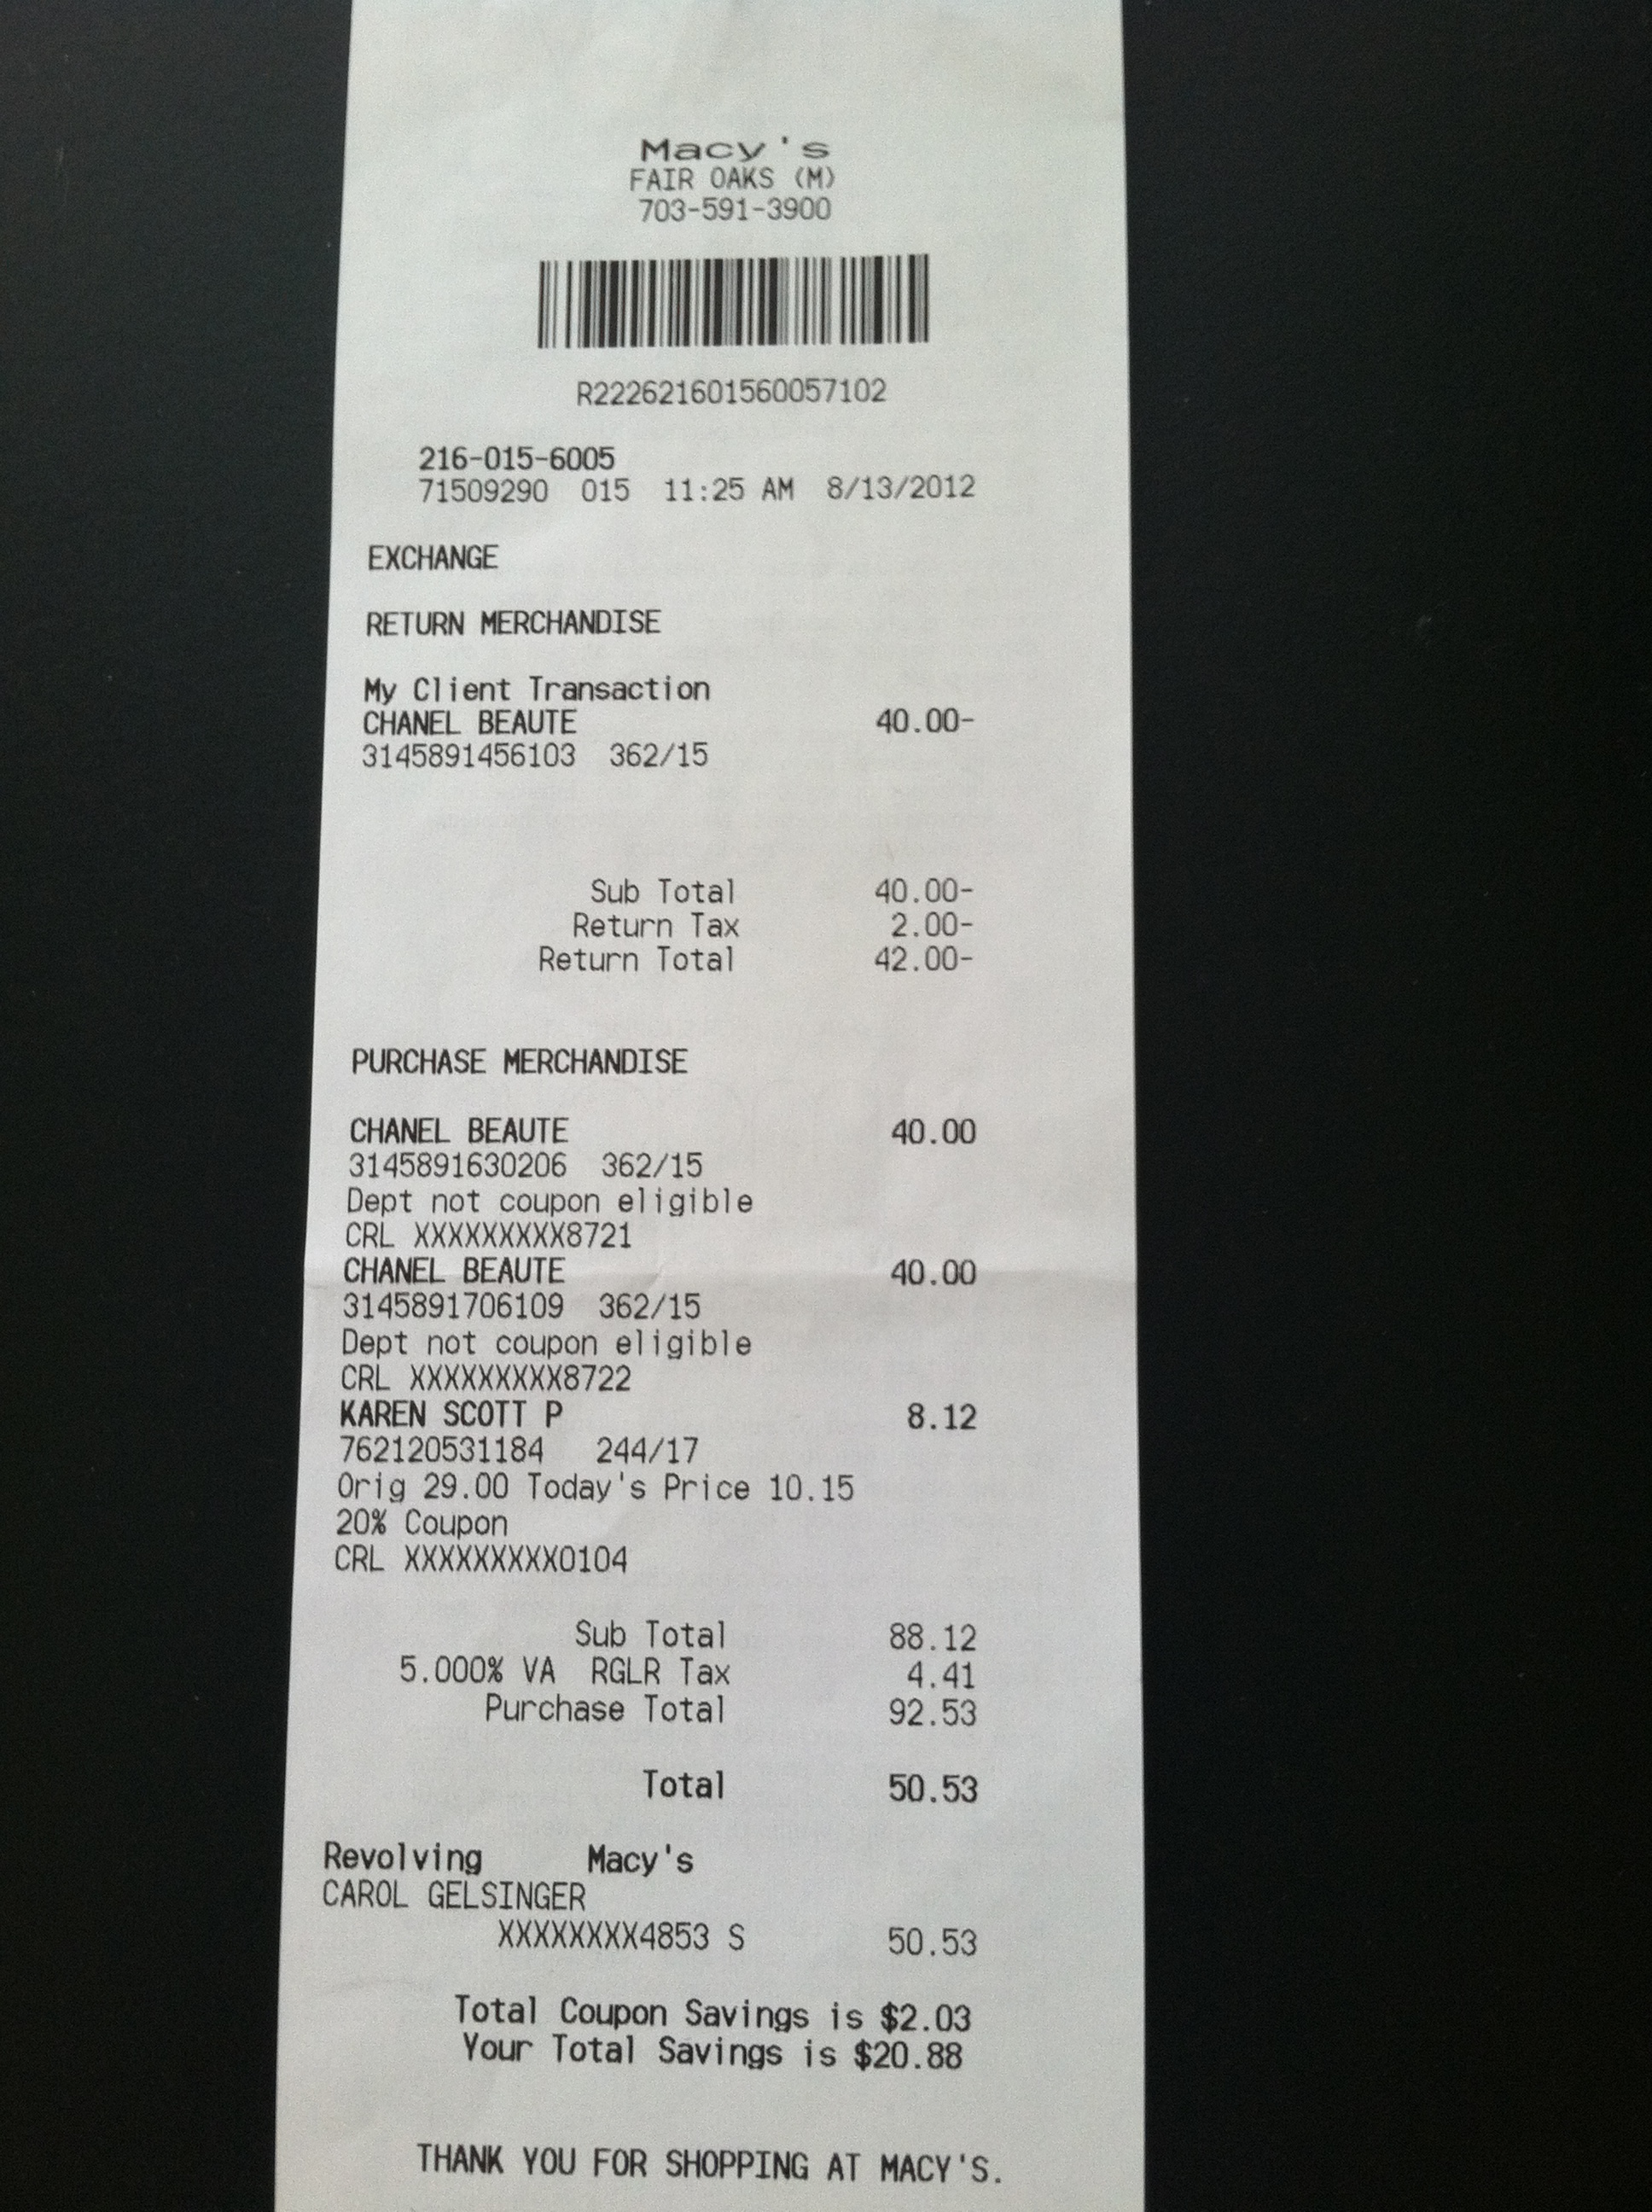 Macy's
FAIR OAKS (M)
703-591-3900
R222621601560057102
216-015-6005
71509290 015 11:25 AM 8/13/2012
EXCHANGE
RETURN MERCHANDISE
My Client Transaction
CHANEL BEAUTE 40.00-
3145891456103 362/15
Sub Total 40.00-
Return Tax 2.00-
Return Total 42.00-
PURCHASE MERCHANDISE
CHANEL BEAUTE 40.00
3145891630206 362/15
Dept not coupon eligible
CRL XXXXXXXXX8721
CHANEL BEAUTE 40.00
3145891706109 362/15
Dept not coupon eligible
CRL XXXXXXXXX8722
KAREN SCOTT P 8.12
762120531184 244/17
Orig 29.00 Today's Price 10.15
20% Coupon
CRL XXXXXXXXX0104
Sub Total 88.12
5.000% VA RGLR Tax 4.41
Purchase Total 92.53
Total 50.53
Revolving Macy's
CAROL GELSINGER
XXXXXXXX4853 S 50.53
Total Coupon Savings is $2.03
Your Total Savings is $20.88
THANK YOU FOR SHOPPING AT MACY'S.